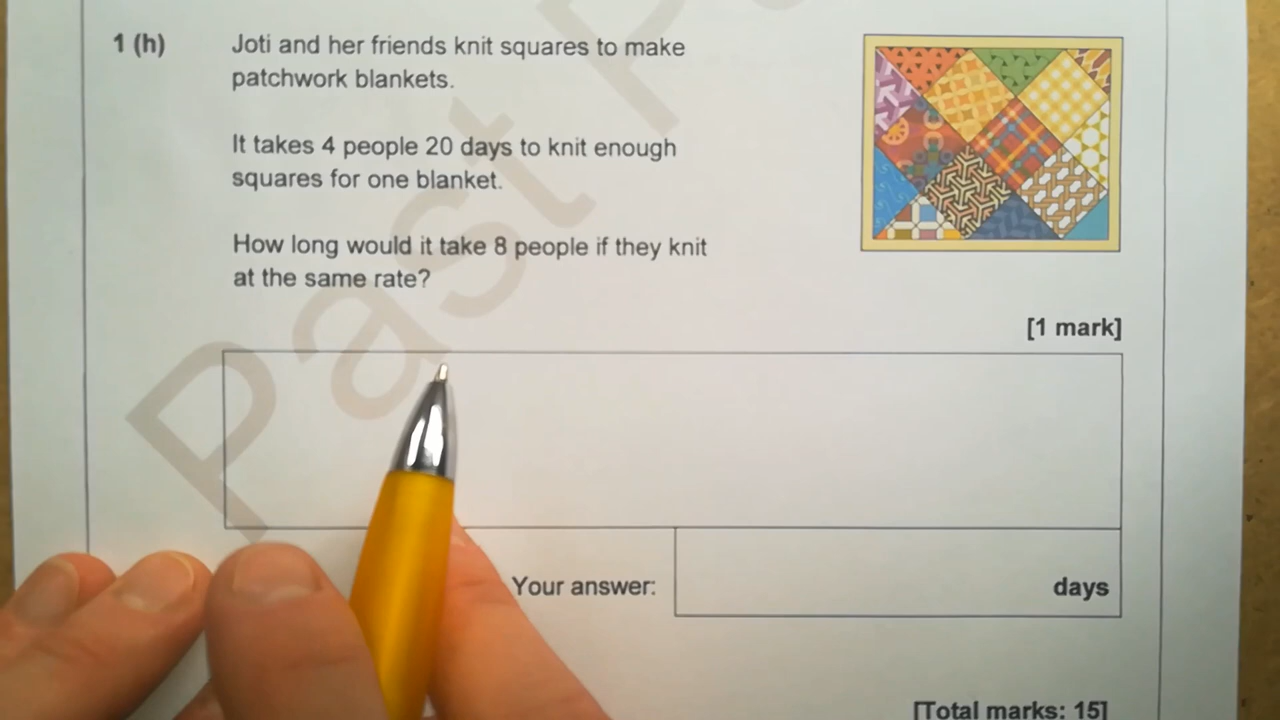 1 (h)
Joti and her friends knit squares to make
patchwork blankets.
It takes 4 people 20 days to knit enough
squares for one blanket.
How long would it take 8 people if they knit
at the same rate?
[1 mark]
Your answer:
days
[Total marks: 15]
Past